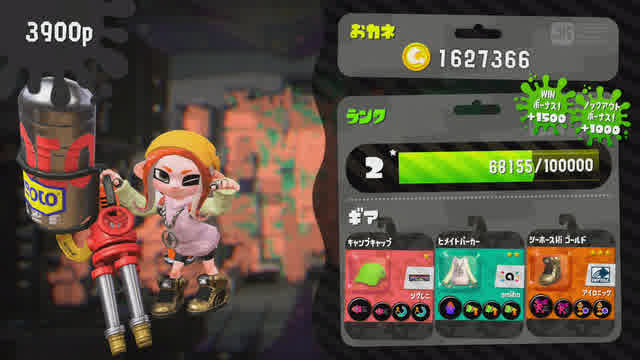 3900p
おカネ
1627366
ランク
WIN
ボーナス!
+1500
ノックアウト
ボーナス!
+1000
2
68155/100000
ギア
キャンプキャップ
ヒメイトパーカー
シーホースHi ゴールド
ジグレニ
amiibo
アイロニック